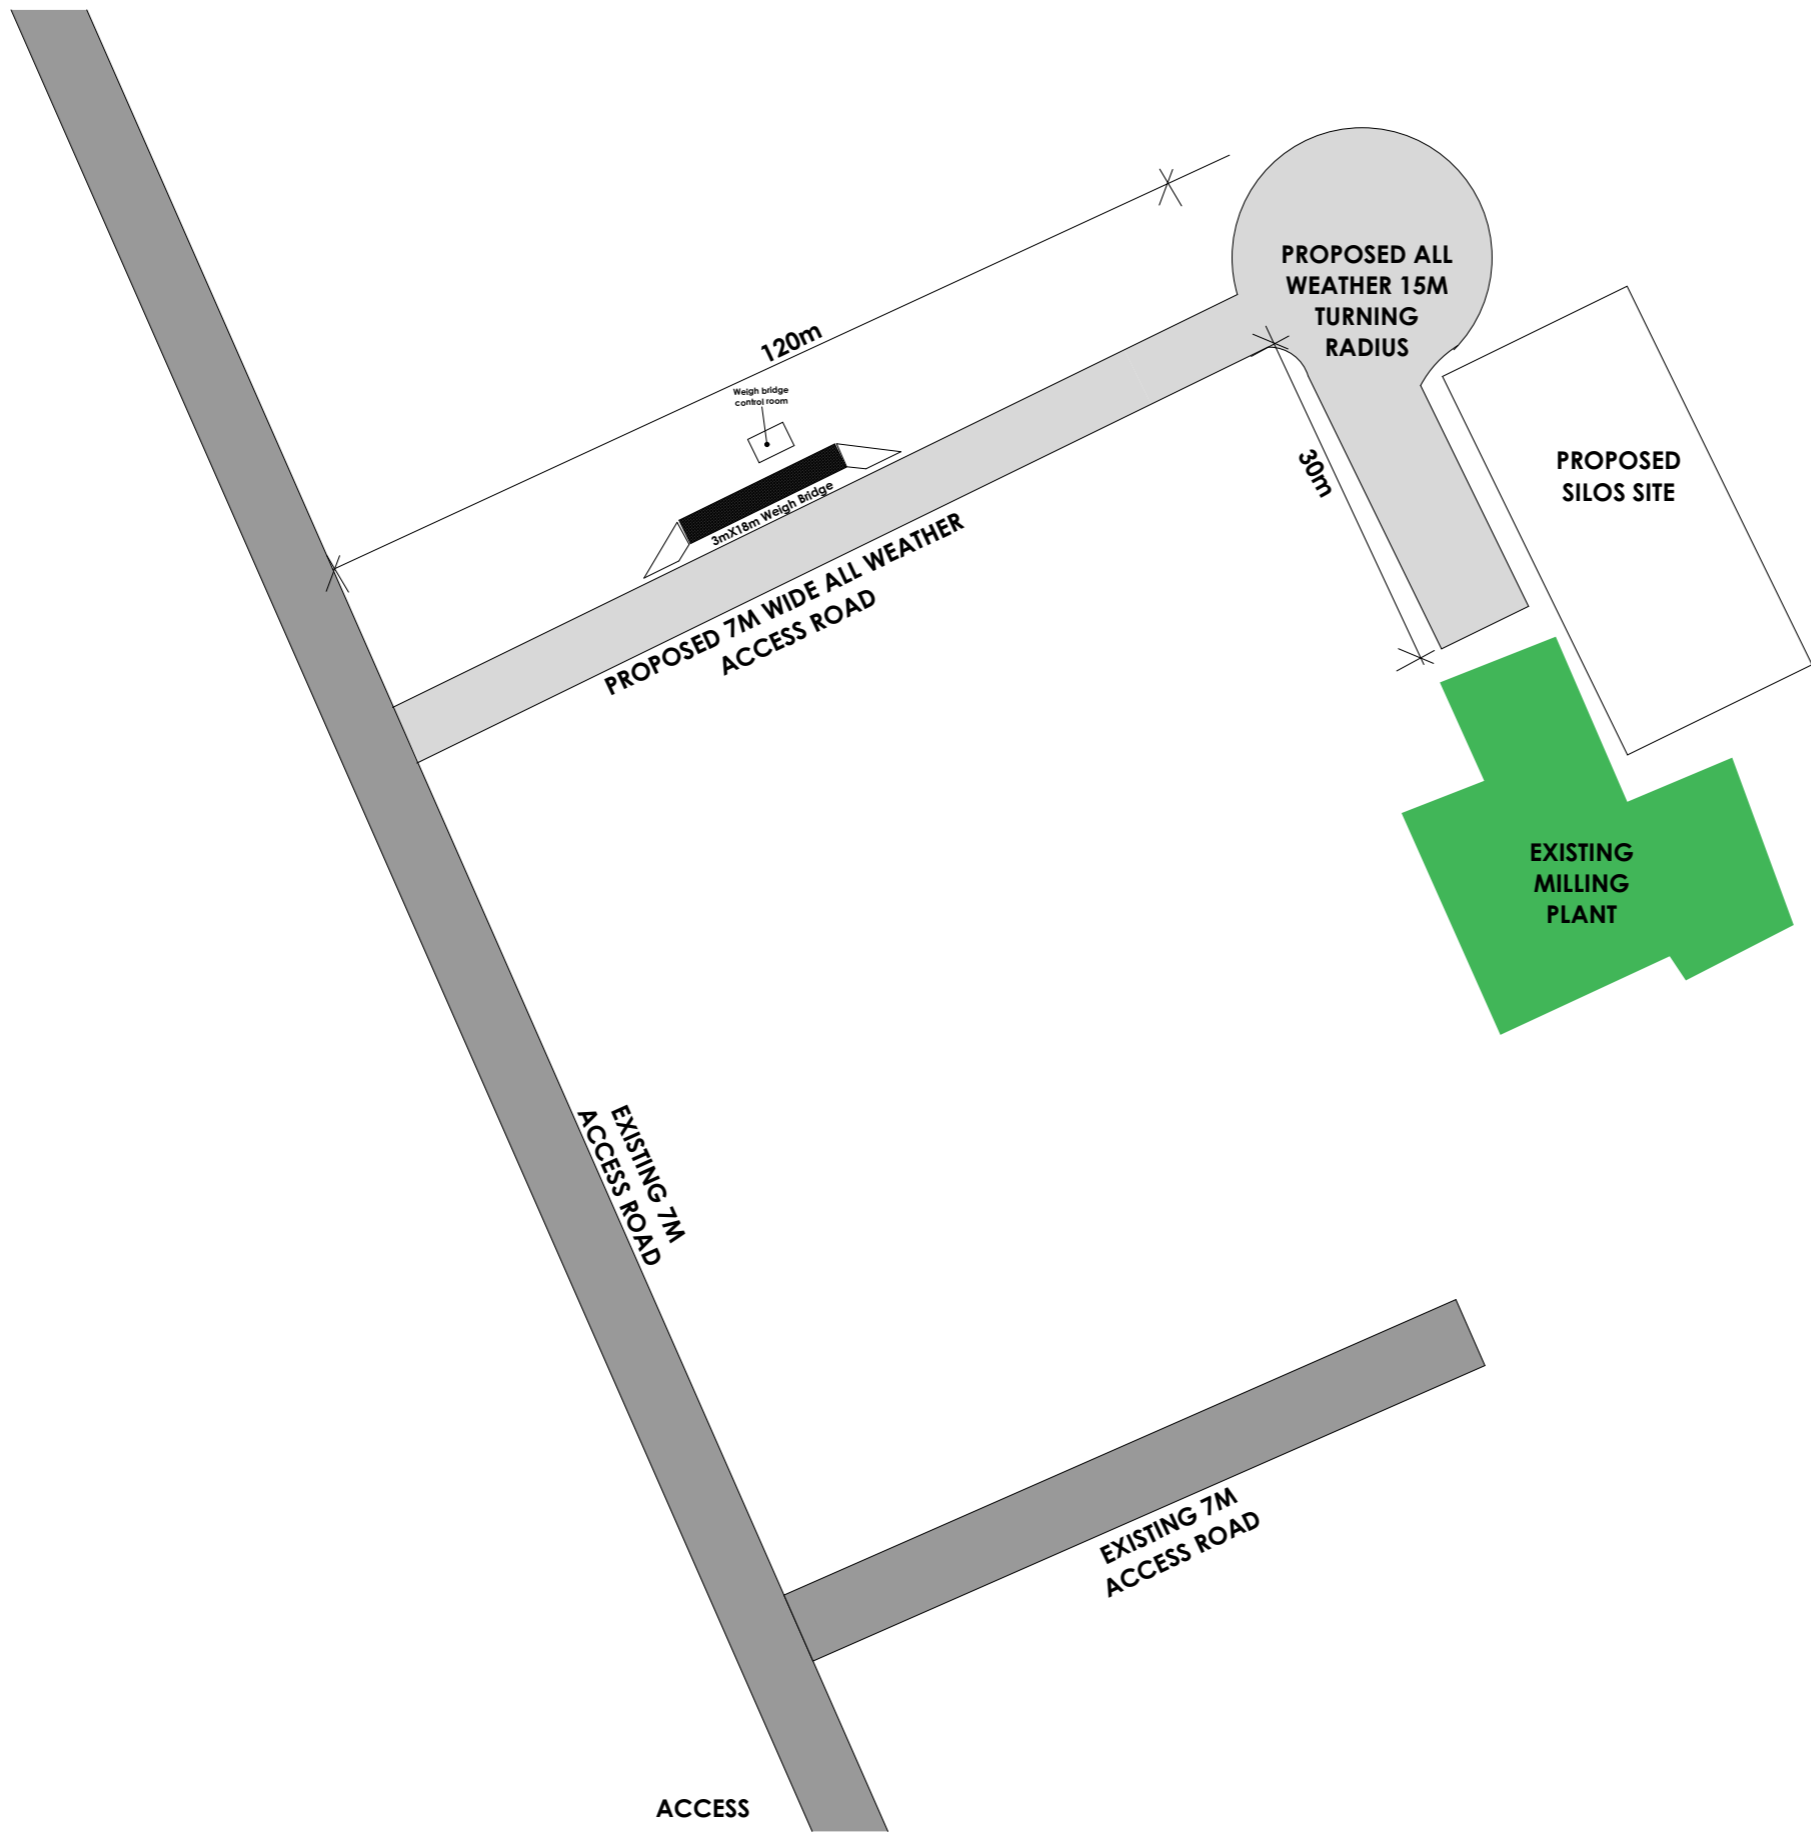 PROPOSED ALL
WEATHER 15M
TURNING
RADIUS
120m
Weigh bridge
control room
3mX18m Weigh Bridge
30m
PROPOSED
SILOS SITE
PROPOSED 7M WIDE ALL WEATHER
ACCESS ROAD
EXISTING
MILLING
PLANT
EXISTING 7M
ACCESS ROAD
EXISTING 7M
ACCESS ROAD
ACCESS